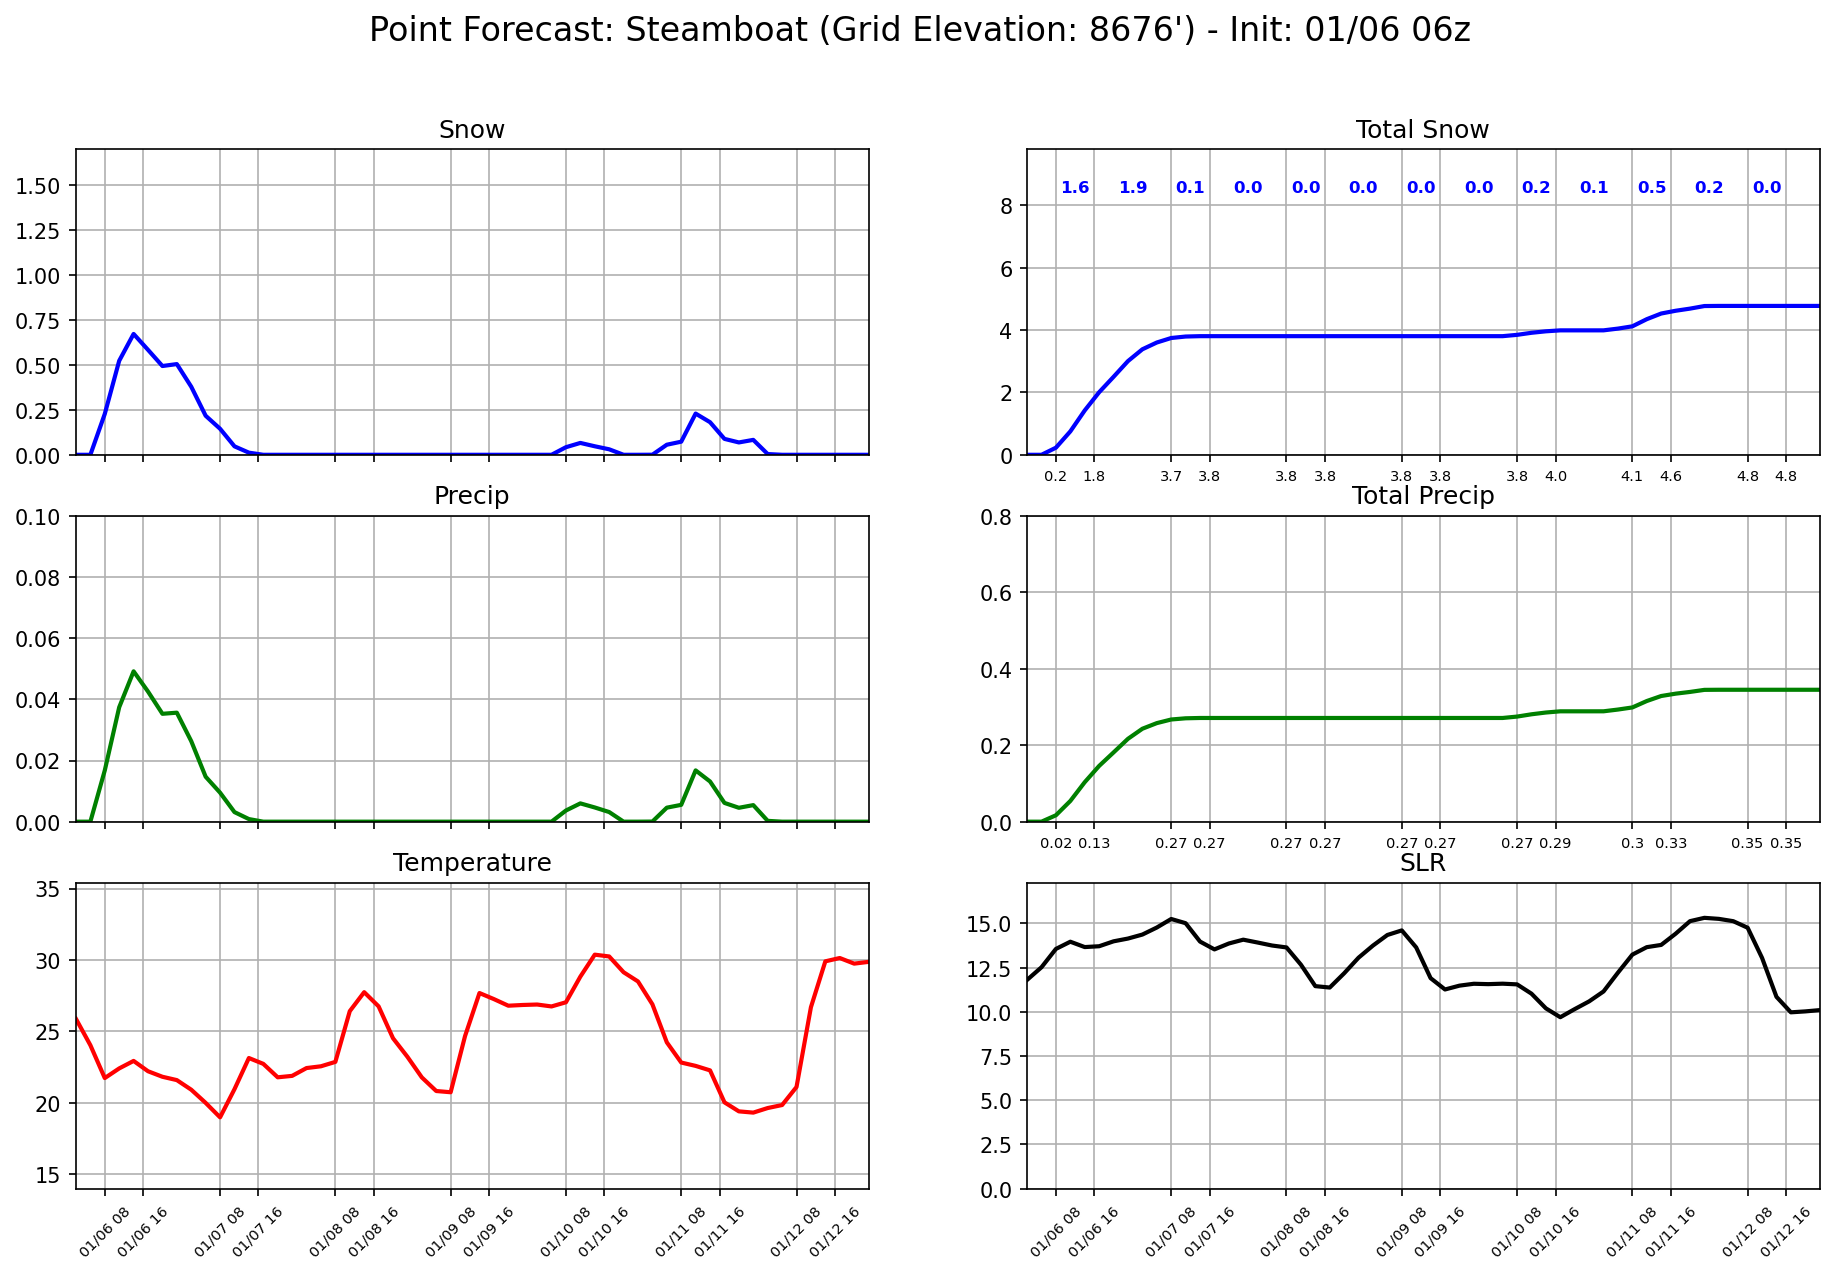 Point Forecast: Steamboat (Grid Elevation: 8676') - Init: 01/06 06z
Snow
1.50
1.25
1.00
0.75
0.50
0.25
0.00
Total Snow
1.6 1.9 0.1 0.0 0.0 0.0 0.0 0.0 0.2 0.1 0.5 0.2 0.0
8
6
4
2
0
0.2 1.8 3.7 3.8 3.8 3.8 3.8 3.8 3.8 4.0 4.1 4.6 4.8 4.8
Precip
0.10
0.08
0.06
0.04
0.02
0.00
Total Precip
0.8
0.6
0.4
0.2
0.0
0.02 0.13 0.27 0.27 0.27 0.27 0.27 0.27 0.27 0.29 0.3 0.33 0.35 0.35
Temperature
35
30
25
20
15
01/06 08 01/06 16 01/07 08 01/07 16 01/08 08 01/08 16 01/09 08 01/09 16 01/10 08 01/10 16 01/11 08 01/11 16 01/12 08 01/12 16
SLR
15.0
12.5
10.0
7.5
5.0
2.5
0.0
01/06 08 01/06 16 01/07 08 01/07 16 01/08 08 01/08 16 01/09 08 01/09 16 01/10 08 01/10 16 01/11 08 01/11 16 01/12 08 01/12 16